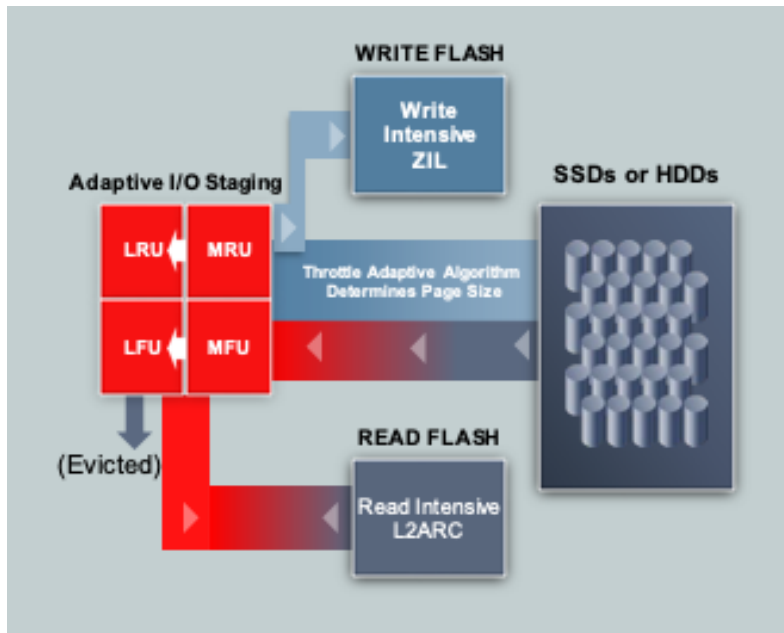 WRITE FLASH
Write
Intensive
ZIL
Adaptive I/O Staging
SSDs or HDDs
LRU
MRU
Throttle Adaptive Algorithm
Determines Page Size
LFU
MFU
(Evicted)
READ FLASH
Read Intensive
L2ARC